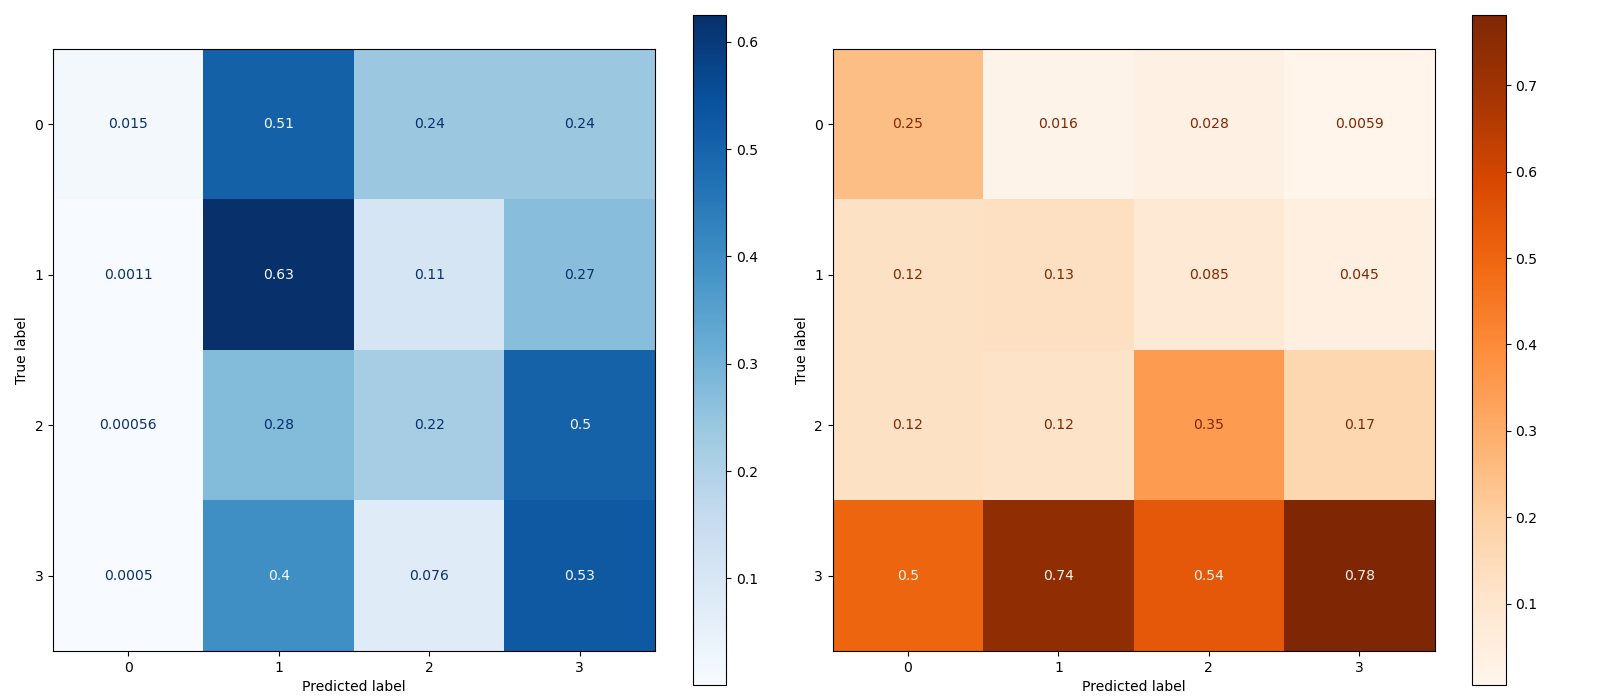 0 0.015 0.51 0.24 0.24
1 0.0011 0.63 0.11 0.27
2 0.00056 0.28 0.22 0.5
3 0.0005 0.4 0.076 0.53
0 1 2 3
True label
Predicted label
0.6
0.5
0.4
0.3
0.2
0.1
0 0.25 0.016 0.028 0.0059
1 0.12 0.13 0.085 0.045
2 0.12 0.12 0.35 0.17
3 0.5 0.74 0.54 0.78
0 1 2 3
True label
Predicted label
0.7
0.6
0.5
0.4
0.3
0.2
0.1